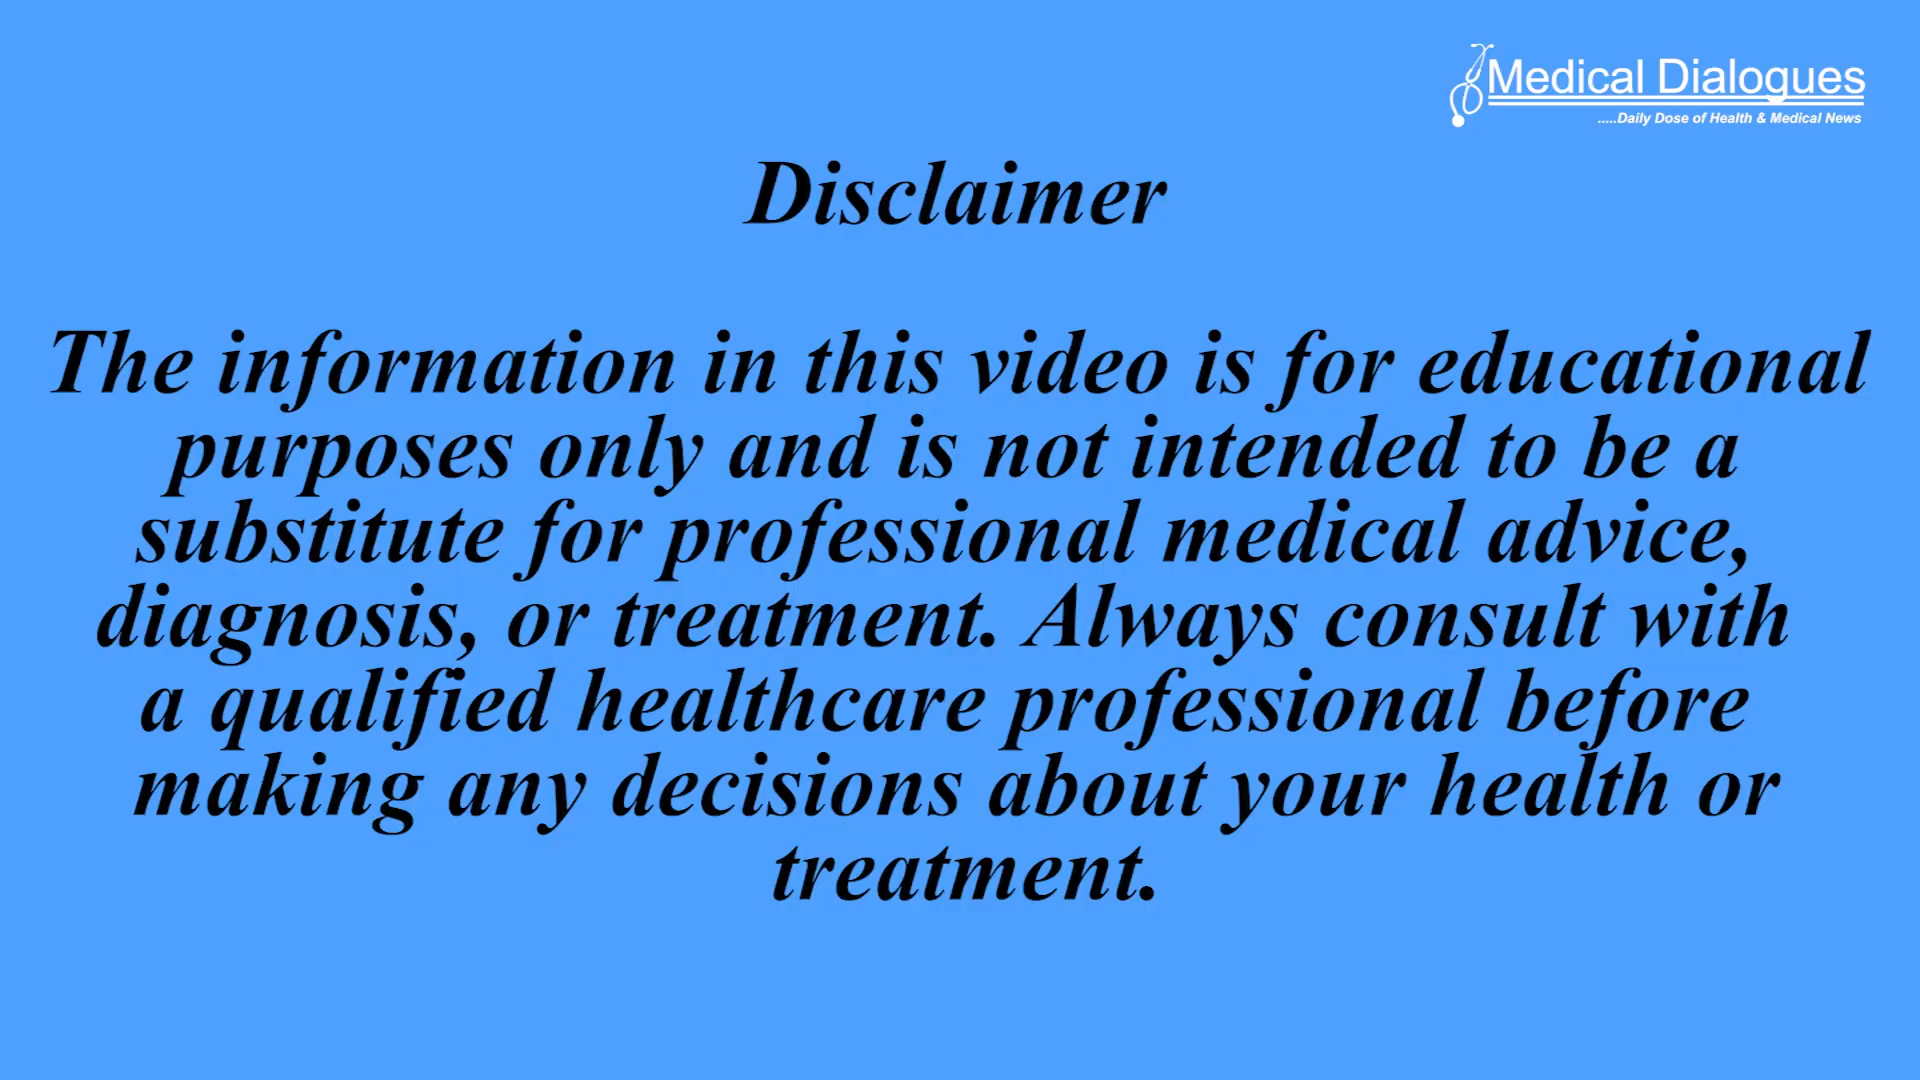 Medical Dialogues
.....Daily Dose of Health & Medical News
Disclaimer
The information in this video is for educational
purposes only and is not intended to be a
substitute for professional medical advice,
diagnosis, or treatment. Always consult with
a qualified healthcare professional before
making any decisions about your health or
treatment.